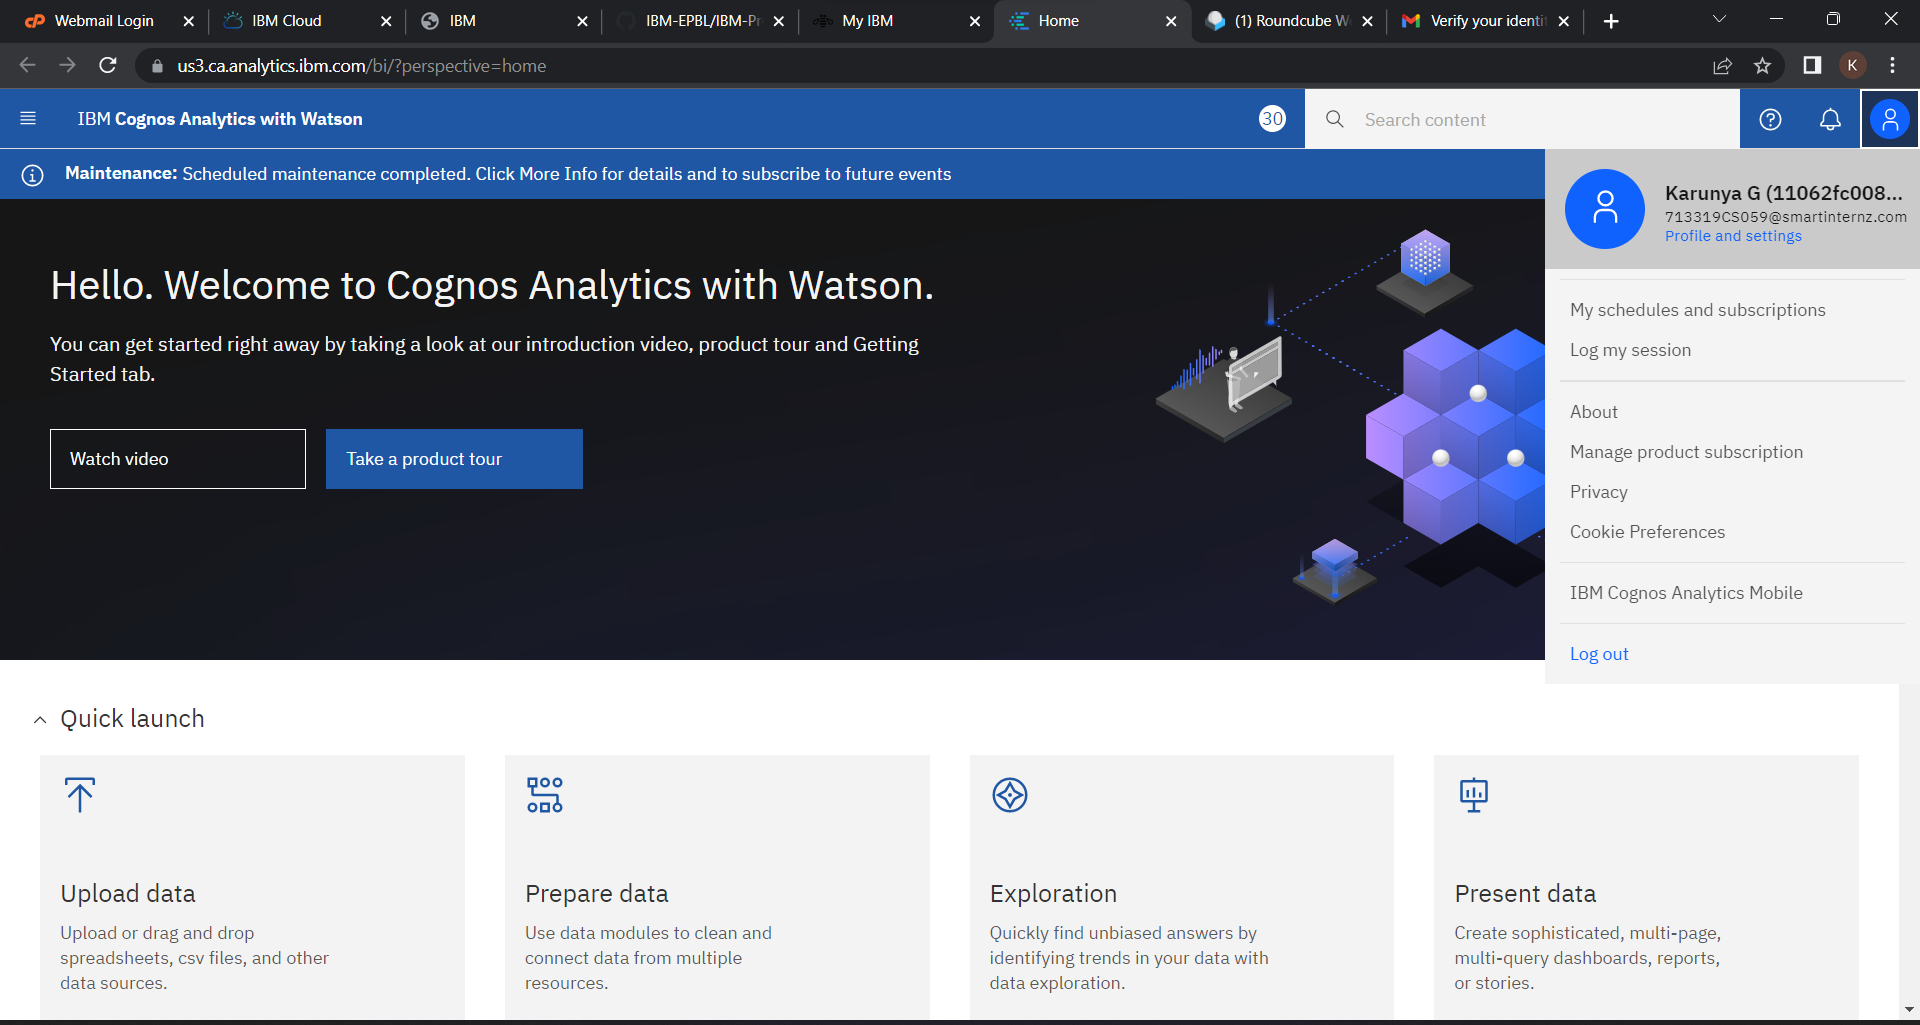 Webmail Login
IBM Cloud
IBM
IBM-EPBL/IBM-Pr
My IBM
Home
(1) Roundcube W
Verify your identi
us3.ca.analytics.ibm.com/bi/?perspective=home
K
IBM Cognos Analytics with Watson
30
Search content
Maintenance: Scheduled maintenance completed. Click More Info for details and to subscribe to future events
Karunya G (11062fc008...
713319CS059@smartinternz.com
Profile and settings
My schedules and subscriptions
Log my session
About
Manage product subscription
Privacy
Cookie Preferences
IBM Cognos Analytics Mobile
Log out
Hello. Welcome to Cognos Analytics with Watson.
You can get started right away by taking a look at our introduction video, product tour and Getting
Started tab.
Watch video
Take a product tour
Quick launch
Upload data
Upload or drag and drop
spreadsheets, csv files, and other
data sources.
Prepare data
Use data modules to clean and
connect data from multiple
resources.
Exploration
Quickly find unbiased answers by
identifying trends in your data with
data exploration.
Present data
Create sophisticated, multi-page,
multi-query dashboards, reports,
or stories.